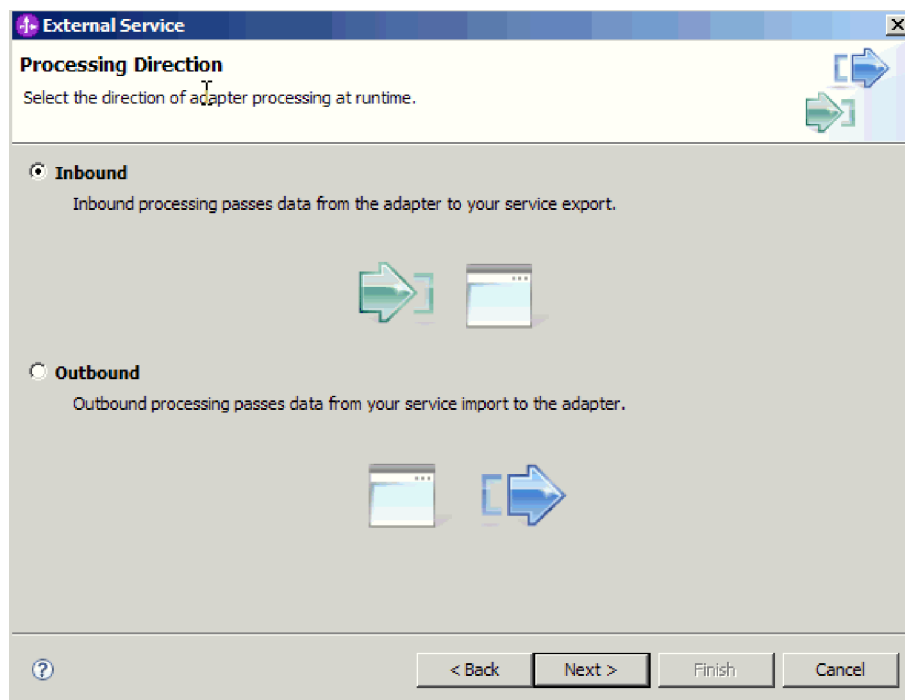 External Service
Processing Direction
Select the direction of adapter processing at runtime.
Inbound
Inbound processing passes data from the adapter to your service export.
Outbound
Outbound processing passes data from your service import to the adapter.
? < Back Next > Finish Cancel